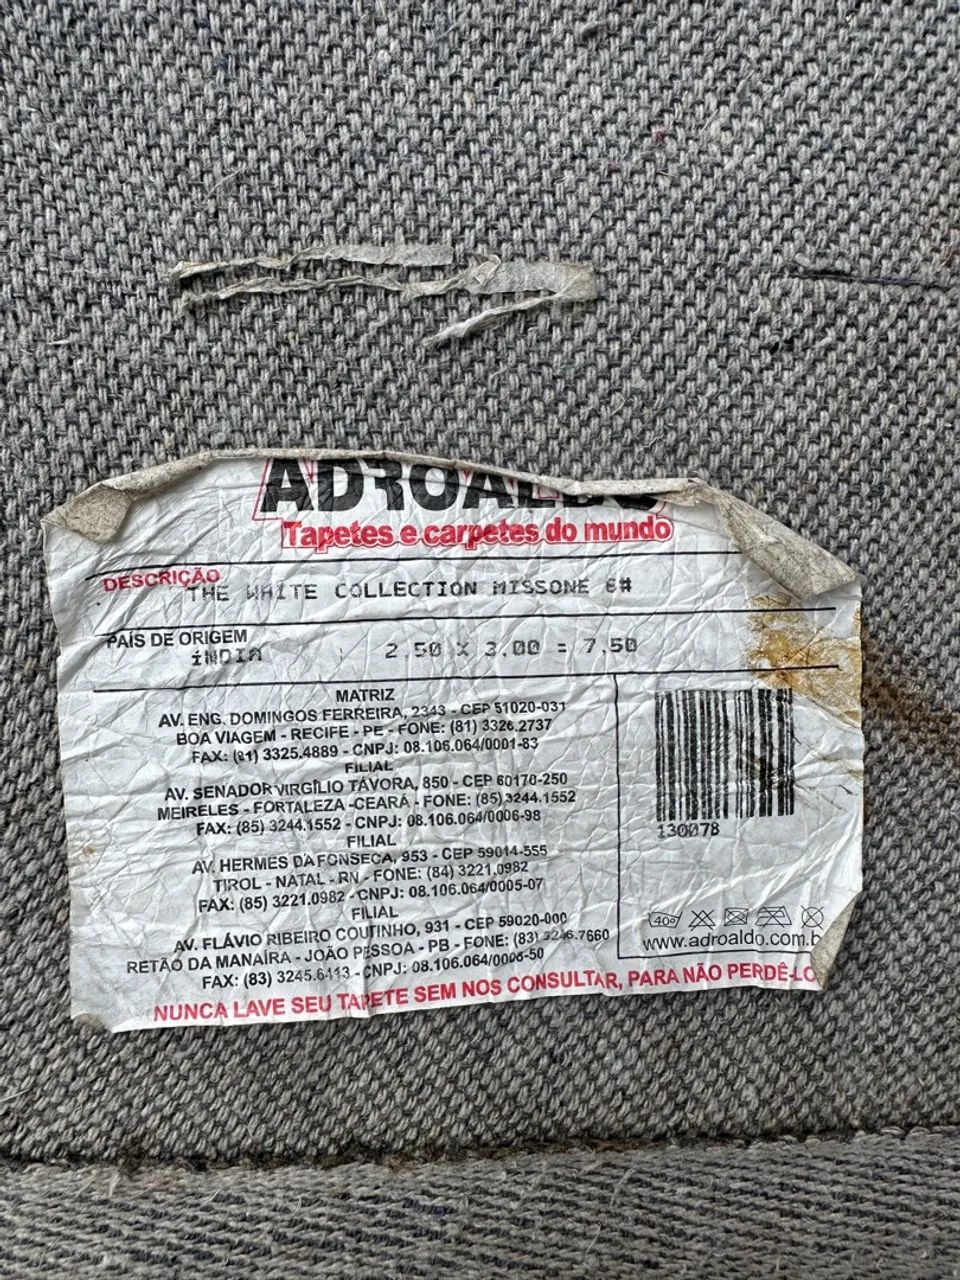 ADROALDO
Tapetes e carpetes do mundo
DESCRIÇÃO
THE WHITE COLLECTION MISSONE 6#
PAÍS DE ORIGEM
ÍNDIA 2,50 X 3,00 = 7,50
MATRIZ
AV. ENG. DOMINGOS FERREIRA, 2343 - CEP 51020-031
BOA VIAGEM - RECIFE - PE - FONE: (81) 3326.2737
FAX: (81) 3325.4889 - CNPJ: 08.106.064/0001-83
FILIAL
AV. SENADOR VIRGÍLIO TÁVORA, 850 - CEP 60170-250
MEIRELES - FORTALEZA -CEARÁ - FONE: (85) 3244.1552
FAX: (85) 3244.1552 - CNPJ: 08.106.064/0006-98
FILIAL
AV. HERMES DA FONSECA, 953 - CEP 59014-555
TIROL - NATAL - RN - FONE: (84) 3221.0982
FAX: (85) 3221.0982 - CNPJ: 08.106.064/0005-07
FILIAL
AV. FLÁVIO RIBEIRO COUTINHO, 931 - CEP 59020-000
RETÃO DA MANAÍRA - JOÃO PESSOA - PB - FONE: (83) 3246.7660
FAX: (83) 3245.6413 - CNPJ: 08.106.064/0006-50
130078
40º
www.adroaldo.com.b
NUNCA LAVE SEU TAPETE SEM NOS CONSULTAR, PARA NÃO PERDÊ-LO